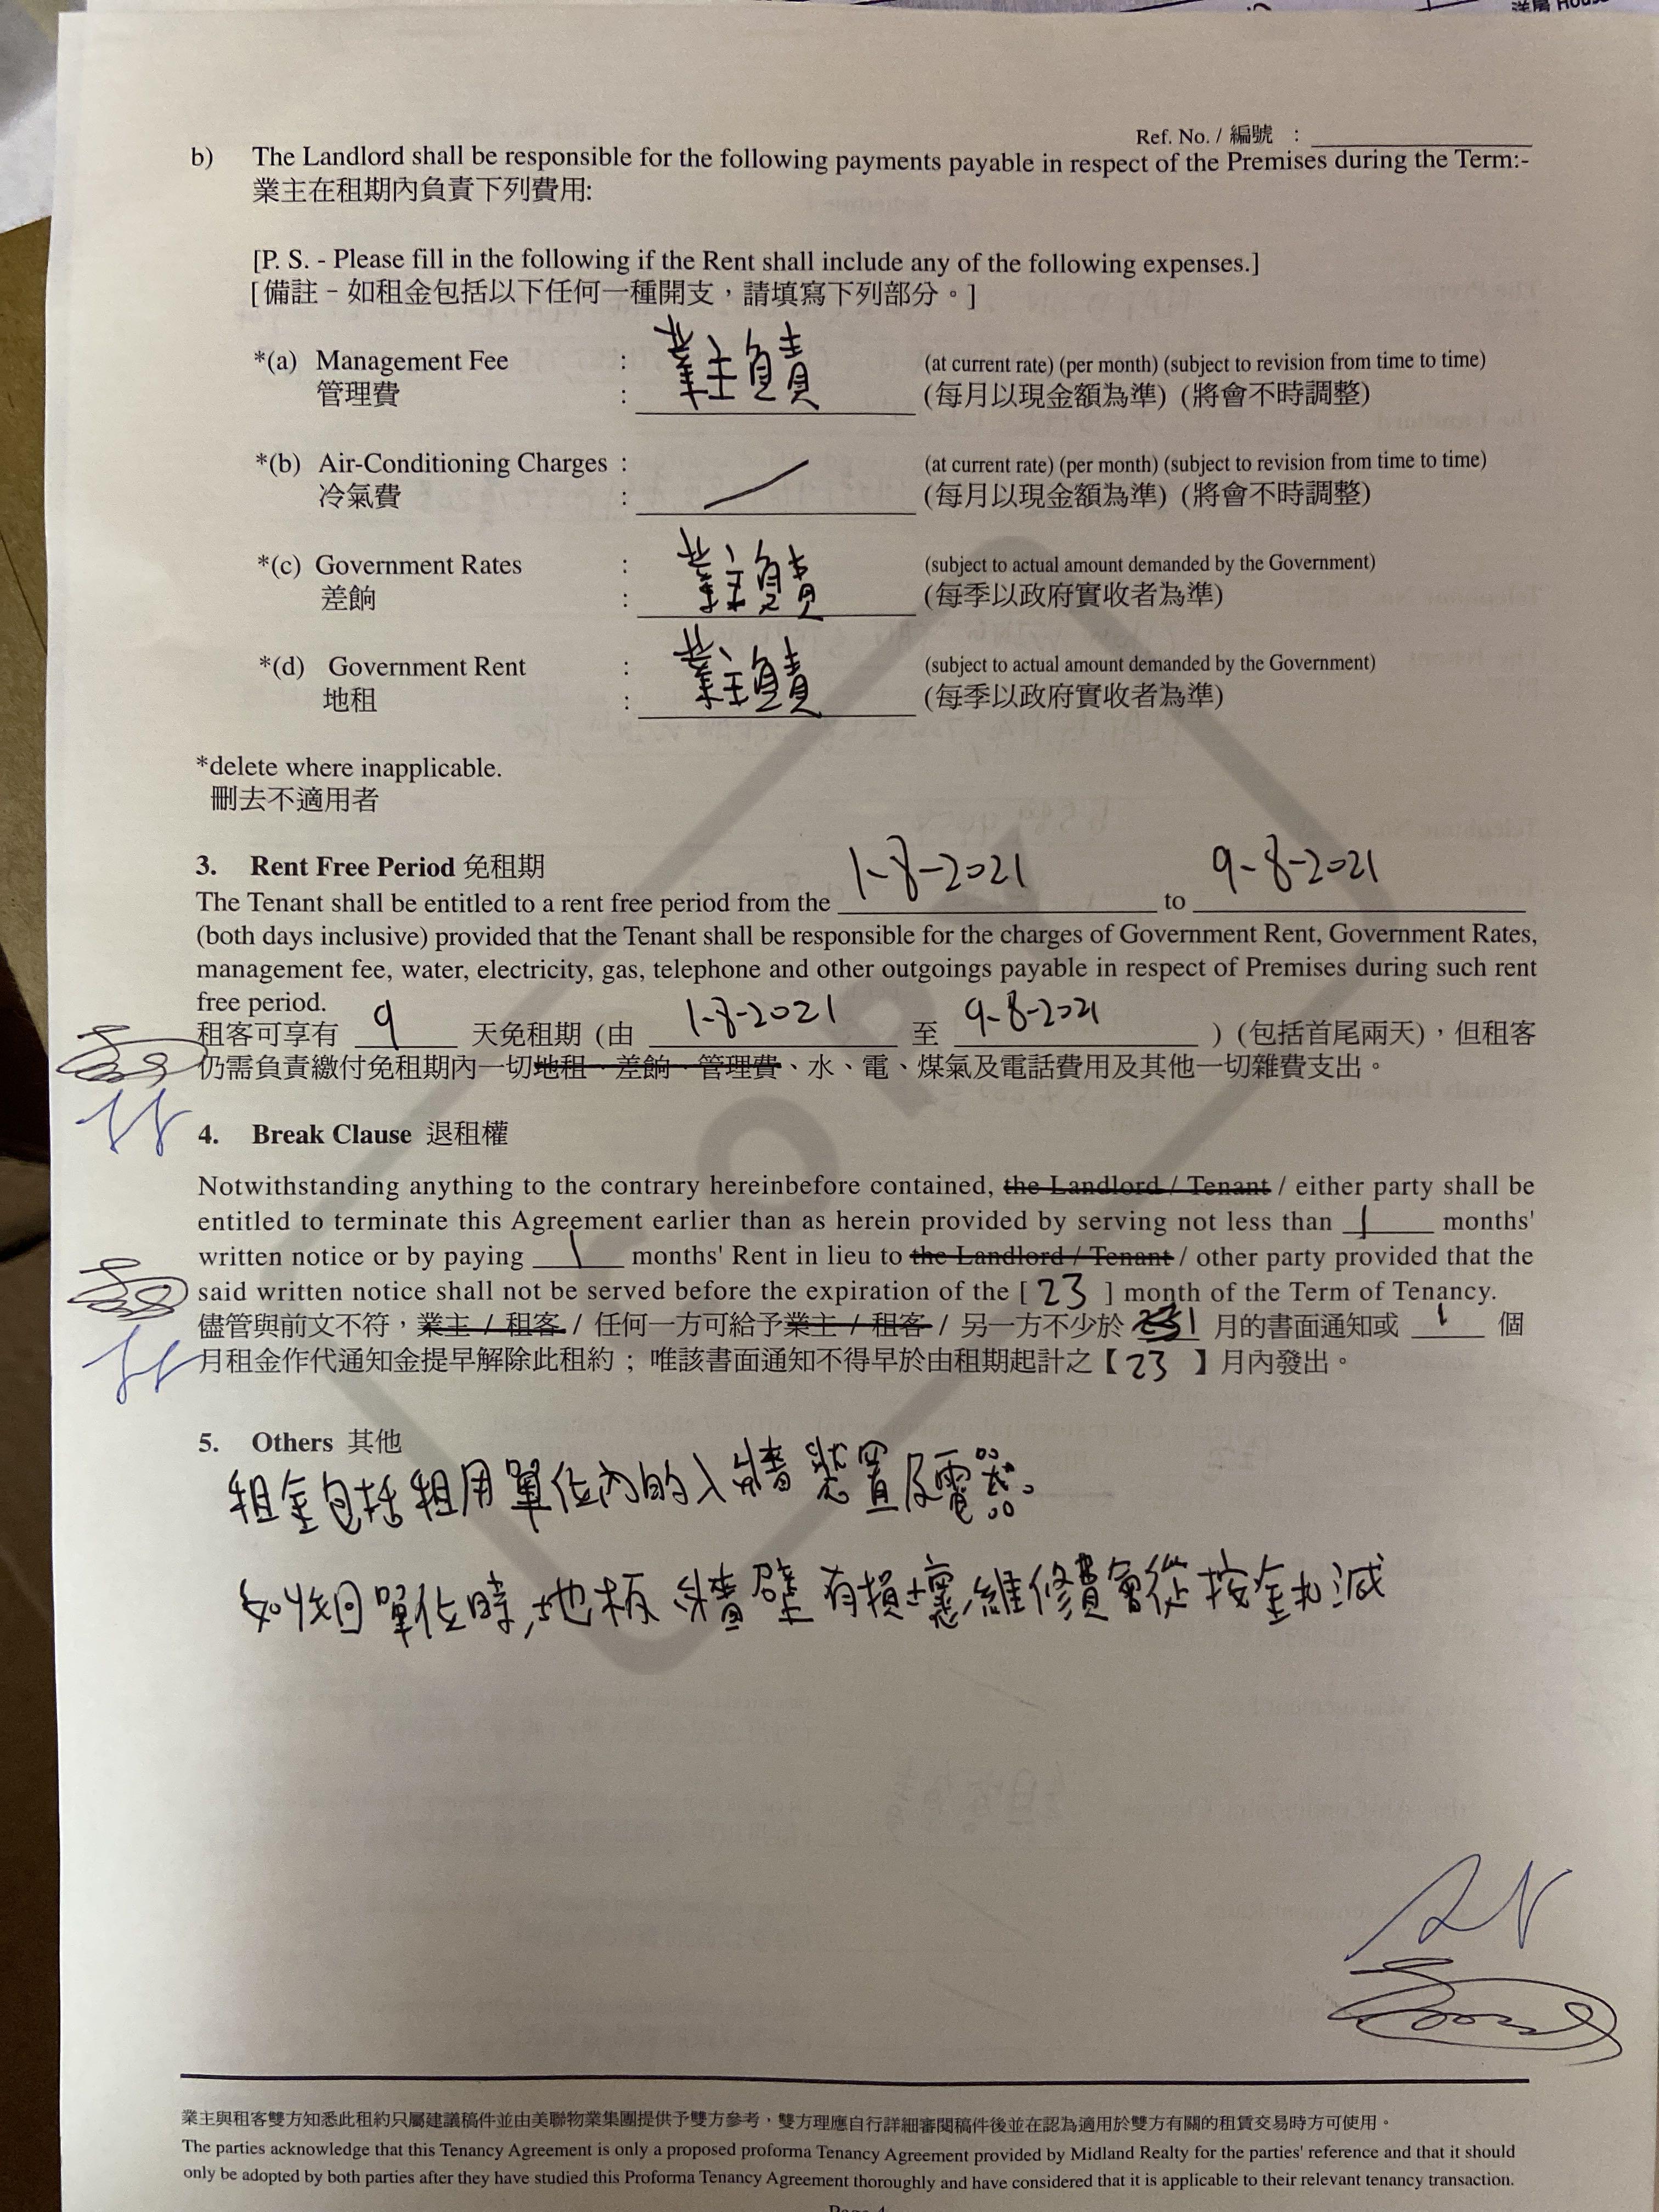 洋房 Hous
Ref. No. / 編號 :
b) The Landlord shall be responsible for the following payments payable in respect of the Premises during the Term:-
業主在租期內負責下列費用:
[P. S. - Please fill in the following if the Rent shall include any of the following expenses.]
[ 備註 – 如租金包括以下任何一種開支，請填寫下列部分。]
*(a) Management Fee : 業主負責 (at current rate) (per month) (subject to revision from time to time)
管理費 : (每月以現金額為準) (將會不時調整)
*(b) Air-Conditioning Charges : (at current rate) (per month) (subject to revision from time to time)
冷氣費 : (每月以現金額為準) (將會不時調整)
*(c) Government Rates : 業主負責 (subject to actual amount demanded by the Government)
差餉 : (每季以政府實收者為準)
*(d) Government Rent : 業主負責 (subject to actual amount demanded by the Government)
地租 : (每季以政府實收者為準)
*delete where inapplicable.
刪去不適用者
3. Rent Free Period 免租期
The Tenant shall be entitled to a rent free period from the 1-8-2021 to 9-8-2021
(both days inclusive) provided that the Tenant shall be responsible for the charges of Government Rent, Government Rates,
management fee, water, electricity, gas, telephone and other outgoings payable in respect of Premises during such rent
free period.
租客可享有 9 天免租期 (由 1-8-2021 至 9-8-2021 ) (包括首尾兩天)，但租客
仍需負責繳付免租期內一切地租、差餉、管理費、水、電、煤氣及電話費用及其他一切雜費支出。
4. Break Clause 退租權
Notwithstanding anything to the contrary hereinbefore contained, the Landlord / Tenant / either party shall be
entitled to terminate this Agreement earlier than as herein provided by serving not less than 1 months'
written notice or by paying 1 months' Rent in lieu to the Landlord / Tenant / other party provided that the
said written notice shall not be served before the expiration of the [ 23 ] month of the Term of Tenancy.
儘管與前文不符，業主 / 租客 / 任何一方可給予業主 / 租客 / 另一方不少於 1 月的書面通知或 1 個
月租金作代通知金提早解除此租約；唯該書面通知不得早於由租期起計之【 23 】月內發出。
5. Others 其他
租金包括租用單位內的入牆裝置及電器。
如收回單位時,地板 牆壁有損壞,維修費會從按金扣減
COPY
業主與租客雙方知悉此租約只屬建議稿件並由美聯物業集團提供予雙方參考，雙方理應自行詳細審閱稿件後並在認為適用於雙方有關的租賃交易時方可使用。
The parties acknowledge that this Tenancy Agreement is only a proposed proforma Tenancy Agreement provided by Midland Realty for the parties' reference and that it should
only be adopted by both parties after they have studied this Proforma Tenancy Agreement thoroughly and have considered that it is applicable to their relevant tenancy transaction.
Page 4